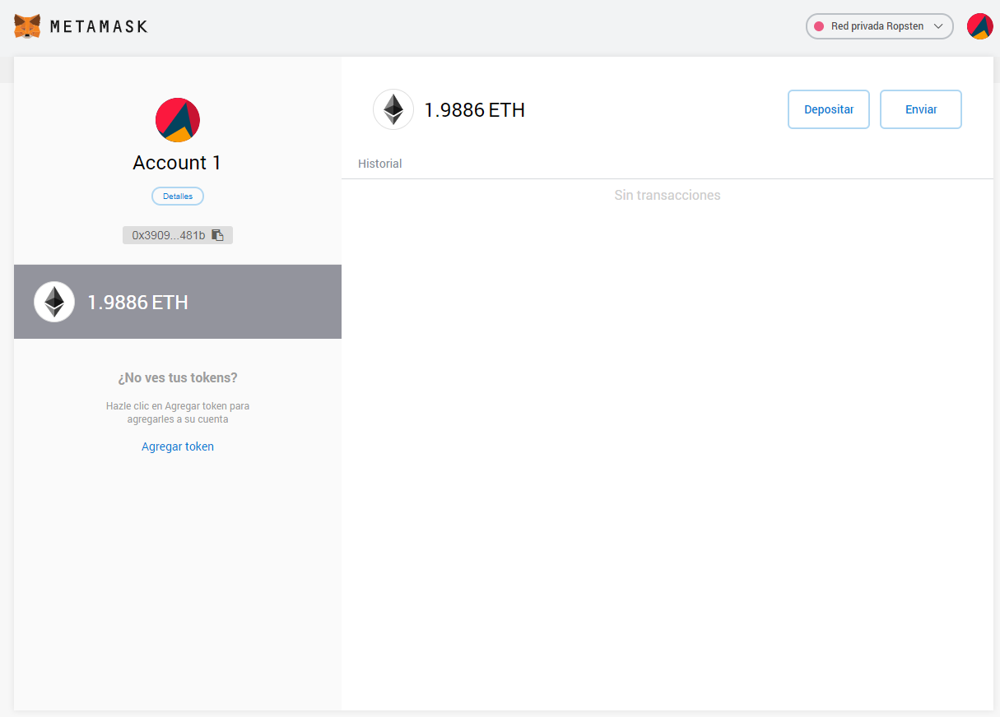 METAMASK
Red privada Ropsten
Account 1
Detalles
0x3909...481b
1.9886 ETH
¿No ves tus tokens?
Hazle clic en Agregar token para
agregarles a su cuenta
Agregar token
1.9886 ETH
Depositar
Enviar
Historial
Sin transacciones